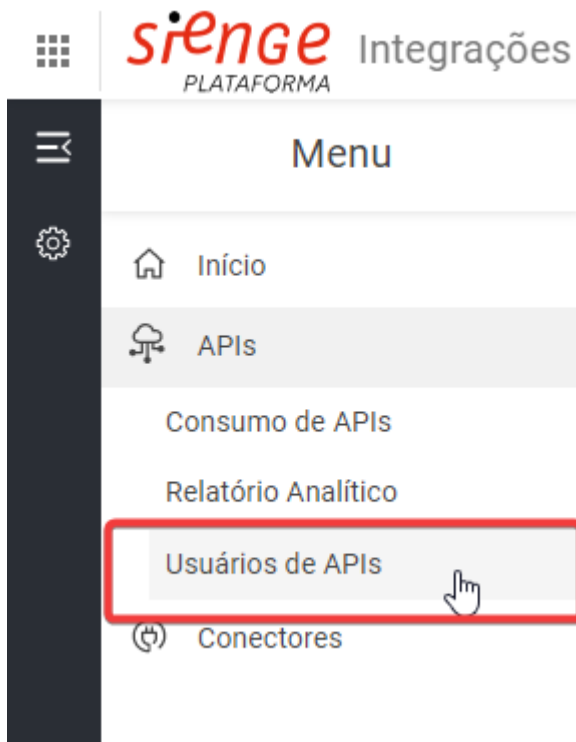 sienge
PLATAFORMA
Integrações
Menu
Início
APIs
Consumo de APIs
Relatório Analítico
Usuários de APIs
Conectores